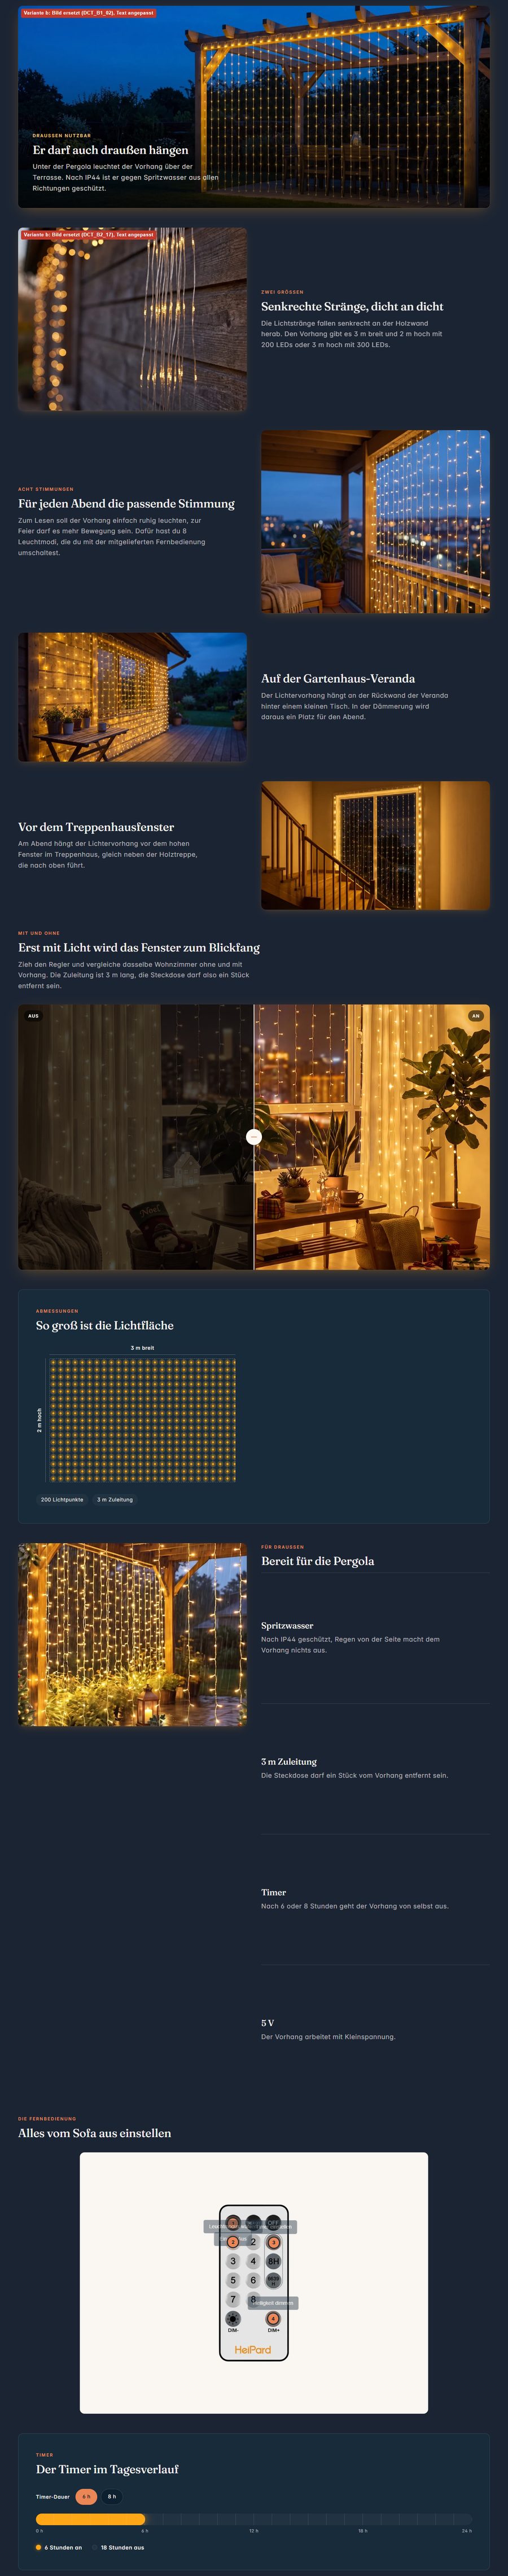 Variante b: Bild ersetzt (DCT_D1_02), Text angepasst
DRAUSSEN NUTZBAR
Er darf auch draußen hängen
Unter der Pergola leuchtet der Vorhang über der
Terrasse. Nach IP44 ist er gegen Spritzwasser aus allen
Richtungen geschützt.
Variante b: Bild ersetzt (DCT_D2_17), Text angepasst
ZWEI GRÖSSEN
Senkrechte Stränge, dicht an dicht
Die Lichtstränge fallen senkrecht an der Holzwand
herab. Den Vorhang gibt es 3 m breit und 2 m hoch mit
200 LEDs oder 3 m hoch mit 300 LEDs.
ACHT STIMMUNGEN
Für jeden Abend die passende Stimmung
Zum Lesen soll der Vorhang einfach ruhig leuchten, zur
Feier darf es mehr Bewegung sein. Dafür hast du 8
Leuchtmodi, die du mit der mitgelieferten Fernbedienung
umschaltest.
Auf der Gartenhaus-Veranda
Der Lichtervorhang hängt an der Rückwand der Veranda
hinter einem kleinen Tisch. In der Dämmerung wird
daraus ein Platz für den Abend.
Vor dem Treppenhausfenster
Am Abend hängt der Lichtervorhang vor dem hohen
Fenster im Treppenhaus, gleich neben der Holztreppe,
die nach oben führt.
MIT UND OHNE
Erst mit Licht wird das Fenster zum Blickfang
Zieh den Regler und vergleiche dasselbe Wohnzimmer ohne und mit
Vorhang. Die Zuleitung ist 3 m lang, die Steckdose darf also ein Stück
entfernt sein.
AUS
AN
Noel
ABMESSUNGEN
So groß ist die Lichtfläche
3 m breit
2 m hoch
200 Lichtpunkte
3 m Zuleitung
FÜR DRAUSSEN
Bereit für die Pergola
Spritzwasser
Nach IP44 geschützt, Regen von der Seite macht dem
Vorhang nichts aus.
3 m Zuleitung
Die Steckdose darf ein Stück vom Vorhang entfernt sein.
Timer
Nach 6 oder 8 Stunden geht der Vorhang von selbst aus.
5 V
Der Vorhang arbeitet mit Kleinspannung.
DIE FERNBEDIENUNG
Alles vom Sofa aus einstellen
OFF
2
2
3
3
4
8H
5
6
7
8
dimmen
4
DIM-
DIM+
HeiPard
TIMER
Der Timer im Tagesverlauf
Timer-Dauer
6 h
8 h
0 h
6 h
12 h
18 h
24 h
6 Stunden an
18 Stunden aus